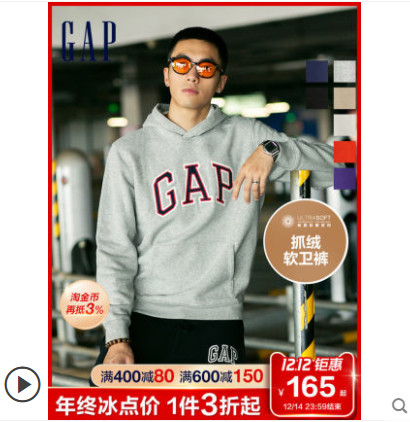 GAP
GAP
ULTRASOFT
抓绒
软卫裤
淘金币
再抵3%
GAP
满400减80 满600减150
年终冰点价 1件3折起
12.12钜惠
¥165起
12/14 23:59结束